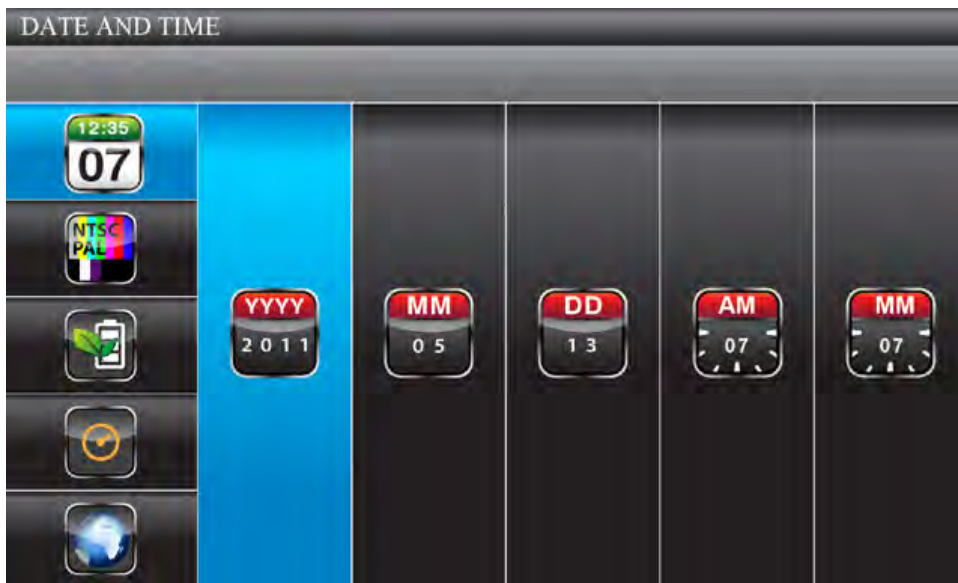 DATE AND TIME
12:35
07
NTSC
PAL
YYYY
2011
MM
05
DD
13
AM
07
MM
07